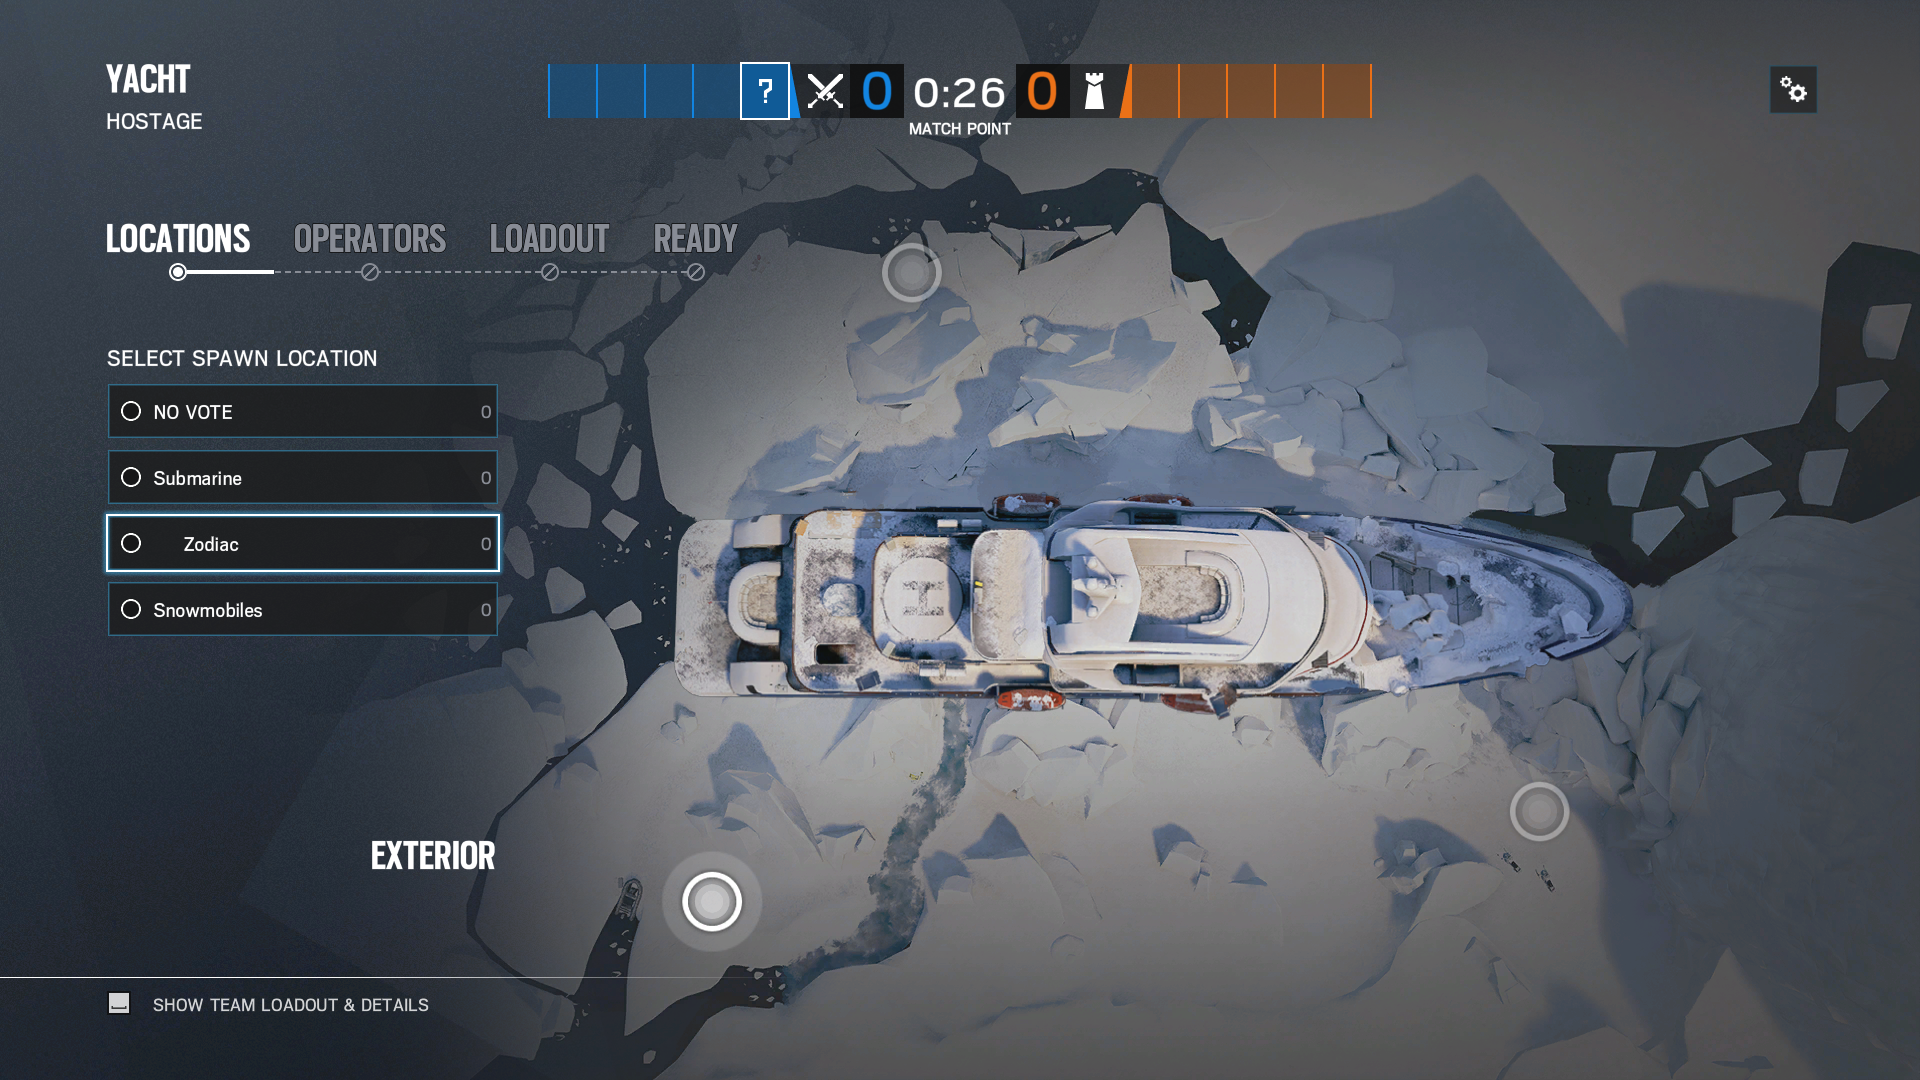 YACHT
HOSTAGE
?
0
0:26
0
MATCH POINT
LOCATIONS
OPERATORS
LOADOUT
READY
SELECT SPAWN LOCATION
NO VOTE 0
Submarine 0
Zodiac 0
Snowmobiles 0
H
EXTERIOR
SHOW TEAM LOADOUT & DETAILS